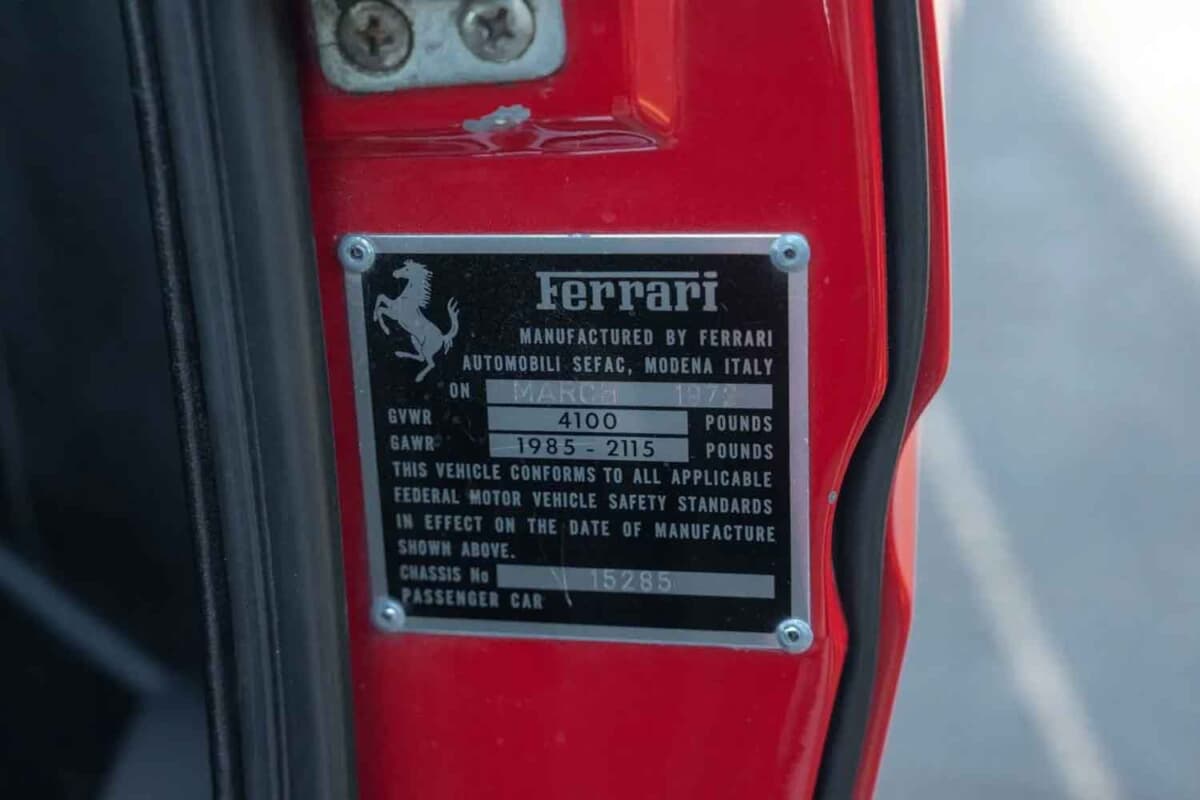 Ferrari
MANUFACTURED BY FERRARI
AUTOMOBILI SEFAC, MODENA ITALY
ON MARCH 1972
GVWR 4100 POUNDS
GAWR 1985 - 2115 POUNDS
THIS VEHICLE CONFORMS TO ALL APPLICABLE
FEDERAL MOTOR VEHICLE SAFETY STANDARDS
IN EFFECT ON THE DATE OF MANUFACTURE
SHOWN ABOVE.
CHASSIS No 15285
PASSENGER CAR